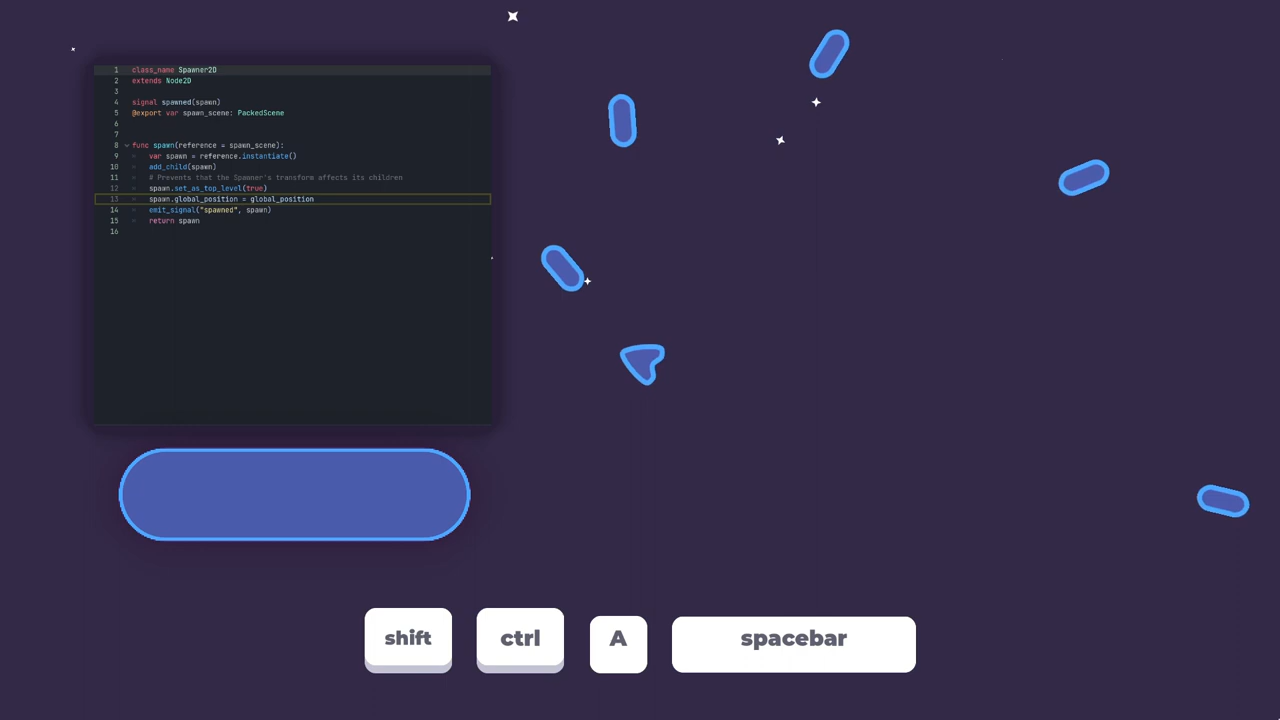 1 class_name Spawner2D
2 extends Node2D
3
4 signal spawned(spawn)
5 @export var spawn_scene: PackedScene
6
7
8 func spawn(reference = spawn_scene):
9 var spawn = reference.instantiate()
10 add_child(spawn)
11 # Prevents that the Spawner's transform affects its children
12 spawn.set_as_top_level(true)
13 spawn.global_position = global_position
14 emit_signal("spawned", spawn)
15 return spawn
16
shift ctrl A spacebar